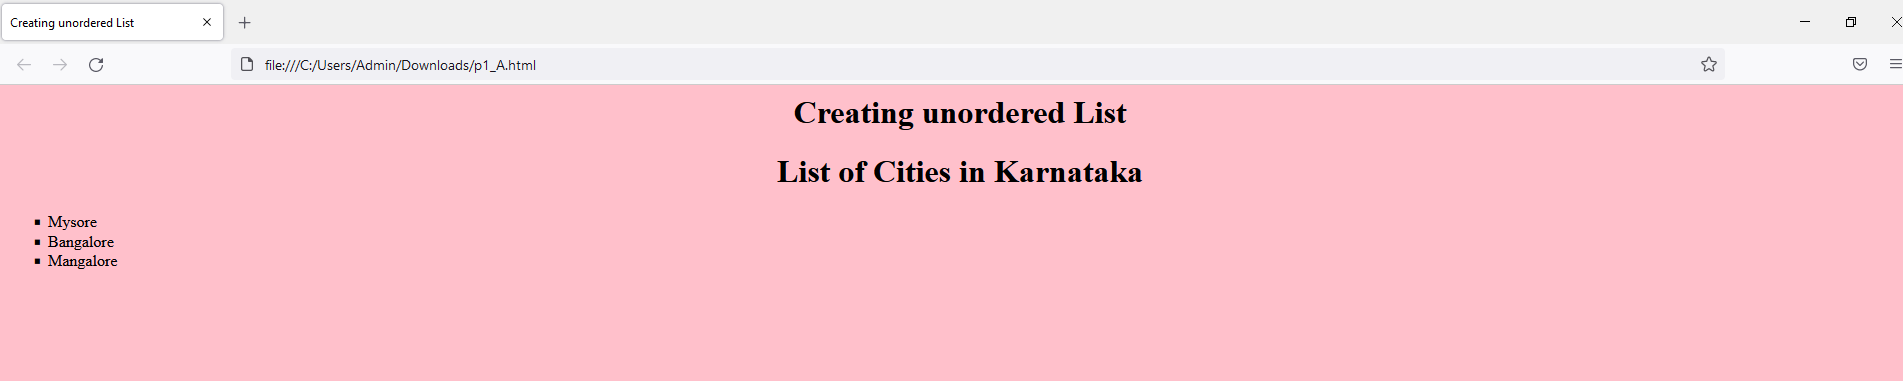 Creating unordered List
file:///C:/Users/Admin/Downloads/p1_A.html
Creating unordered List
List of Cities in Karnataka
Mysore
Bangalore
Mangalore